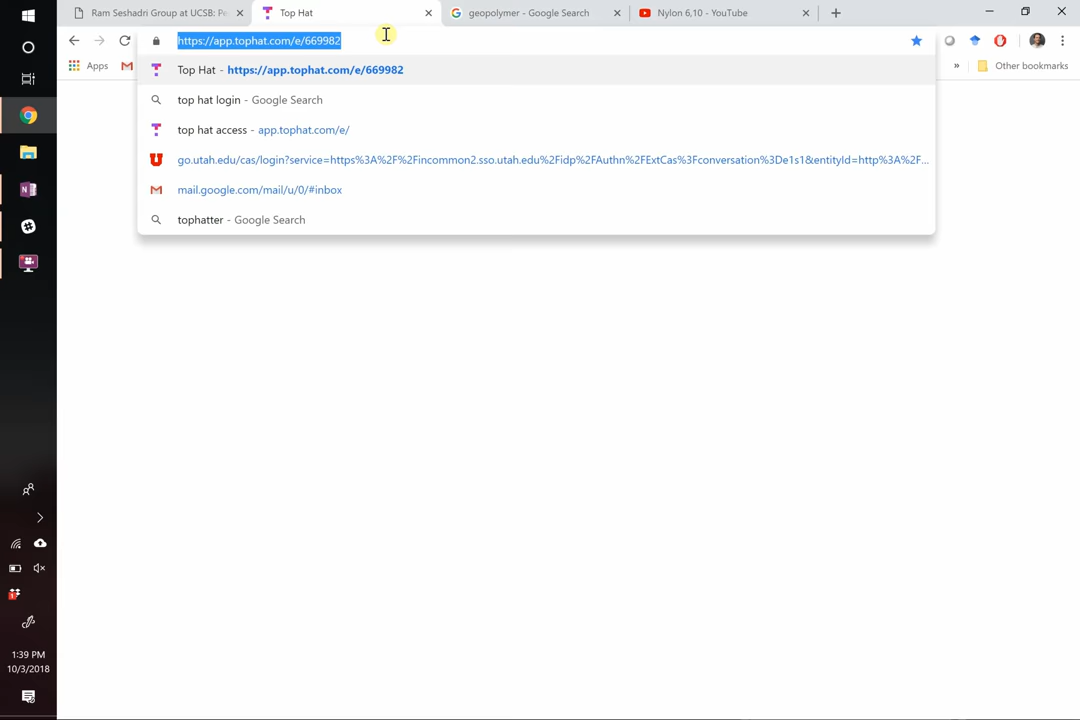 Ram Seshadri Group at UCSB: Pe
Top Hat
geopolymer - Google Search
Nylon 6,10 - YouTube
https://app.tophat.com/e/669982
Apps
»
Other bookmarks
Top Hat - https://app.tophat.com/e/669982
top hat login - Google Search
top hat access - app.tophat.com/e/
go.utah.edu/cas/login?service=https%3A%2F%2Fincommon2.sso.utah.edu%2Fidp%2FAuthn%2FExtCas%3Fconversation%3De1s1&entityId=http%3A%2F...
mail.google.com/mail/u/0/#inbox
tophatter - Google Search
1:39 PM
10/3/2018